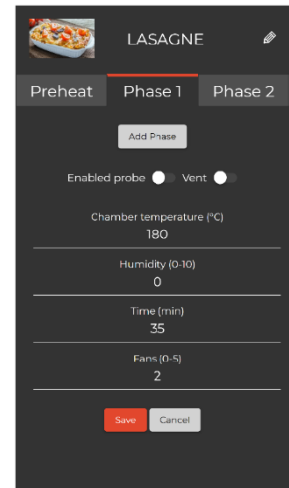 LASAGNE
Preheat Phase 1 Phase 2
Add Phase
Enabled probe Vent
Chamber temperature (°C)
180
Humidity (0-10)
0
Time (min)
35
Fans (0-5)
2
Save Cancel